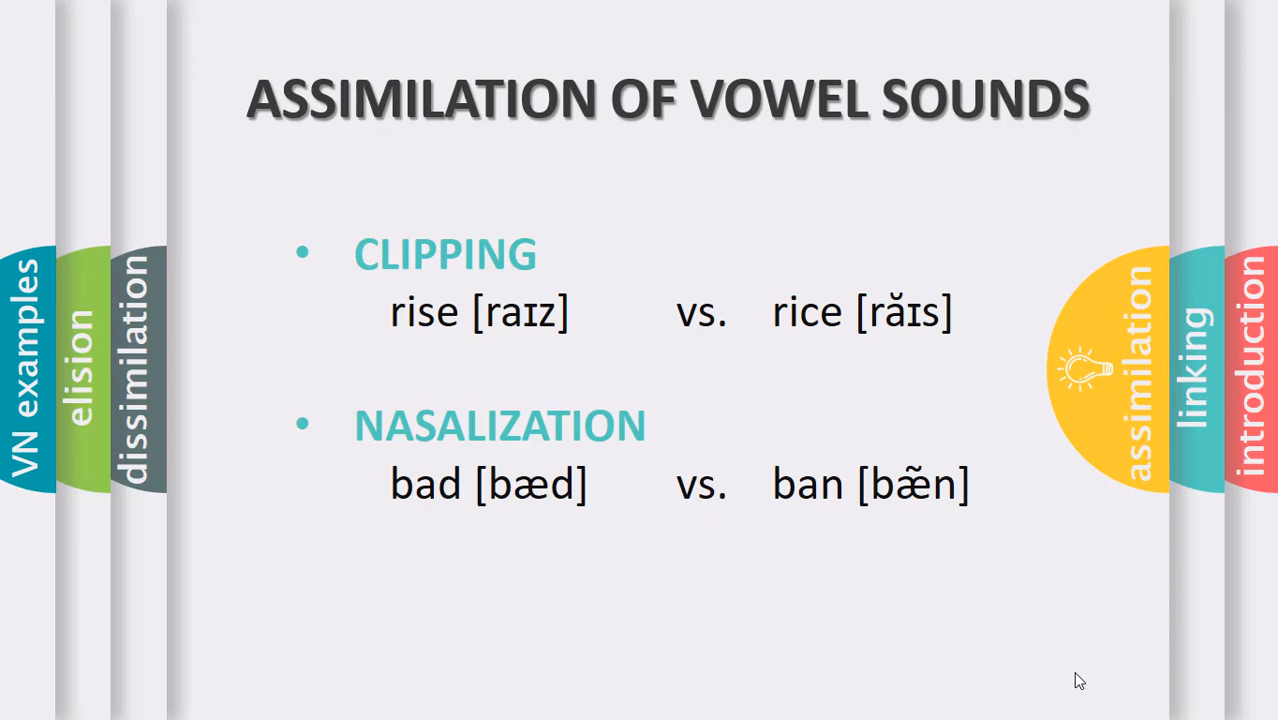 ASSIMILATION OF VOWEL SOUNDS
• CLIPPING
rise [raɪz] vs. rice [răɪs]
• NASALIZATION
bad [bæd] vs. ban [bæ̃n]
VN examples
elision
dissimilation
assimilation
linking
introduction